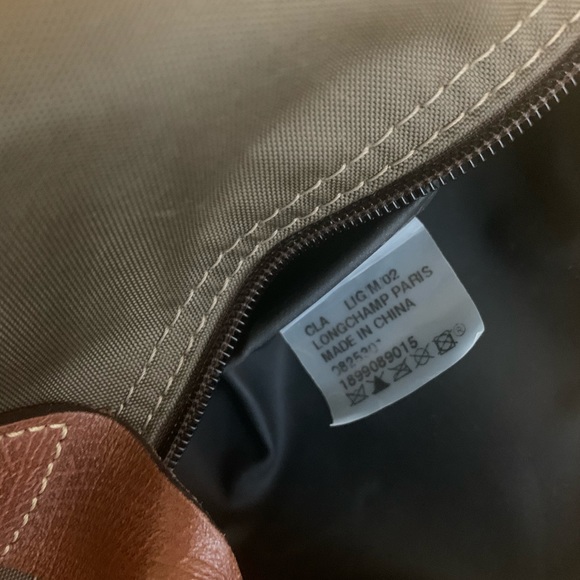 CLA LIG M 02
LONGCHAMP PARIS
MADE IN CHINA
1899089015